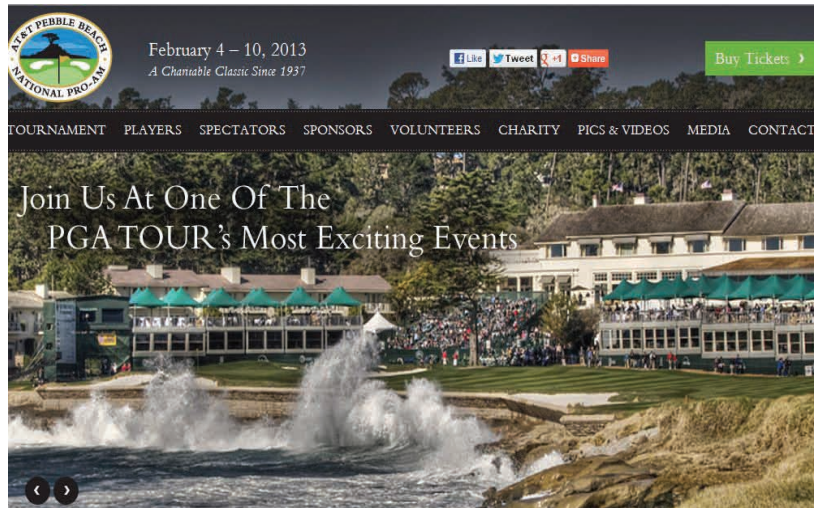 AT&T PEBBLE BEACH
NATIONAL PRO-AM
February 4 – 10, 2013
A Charitable Classic Since 1937
Like
Tweet
+1
Share
Buy Tickets ›
TOURNAMENT PLAYERS SPECTATORS SPONSORS VOLUNTEERS CHARITY PICS & VIDEOS MEDIA CONTACT
Join Us At One Of The
PGA TOUR's Most Exciting Events